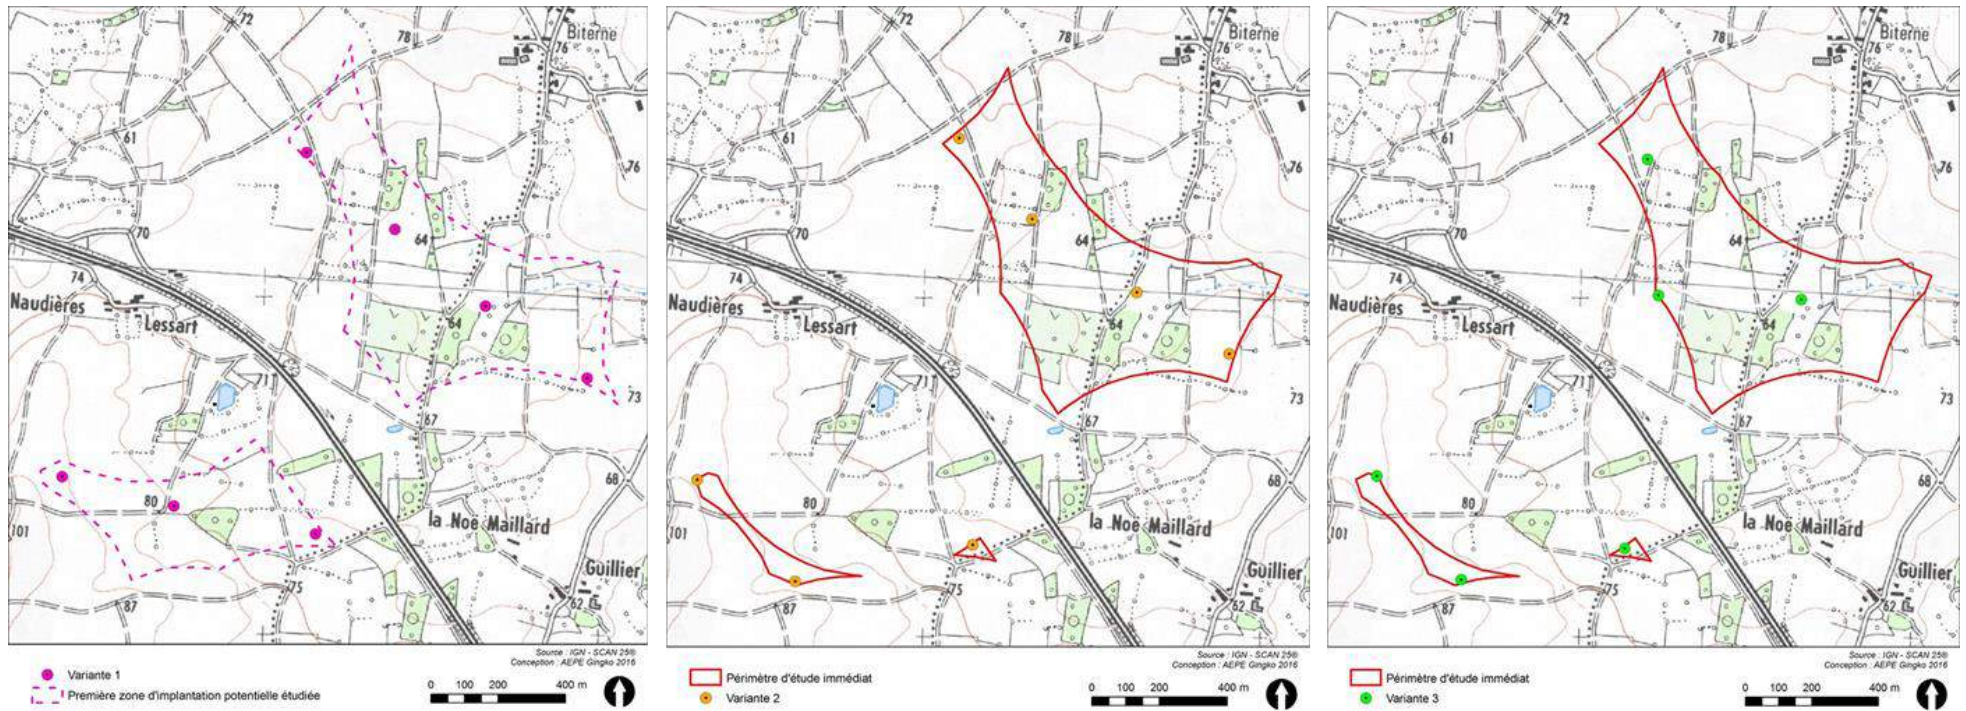 72
Biterne
78
76
61
76
70
64
74
Naudières
Lessart
64
71
73
67
80
68
101
la Noë Maillard
Guillier
75
62
87
Source : IGN - SCAN 25®
Conception : AEPE Gingko 2016
Variante 1
Première zone d'implantation potentielle étudiée
0 100 200 400 m
72
Biterne
78
76
61
76
70
64
74
Naudières
Lessart
64
71
73
67
80
68
101
la Noë Maillard
Guillier
75
62
87
Source : IGN - SCAN 25®
Conception : AEPE Gingko 2016
Périmètre d'étude immédiat
Variante 2
0 100 200 400 m
72
Biterne
78
76
61
76
70
64
74
Naudières
Lessart
64
71
73
67
80
68
101
la Noë Maillard
Guillier
75
62
87
Source : IGN - SCAN 25®
Conception : AEPE Gingko 2016
Périmètre d'étude immédiat
Variante 3
0 100 200 400 m